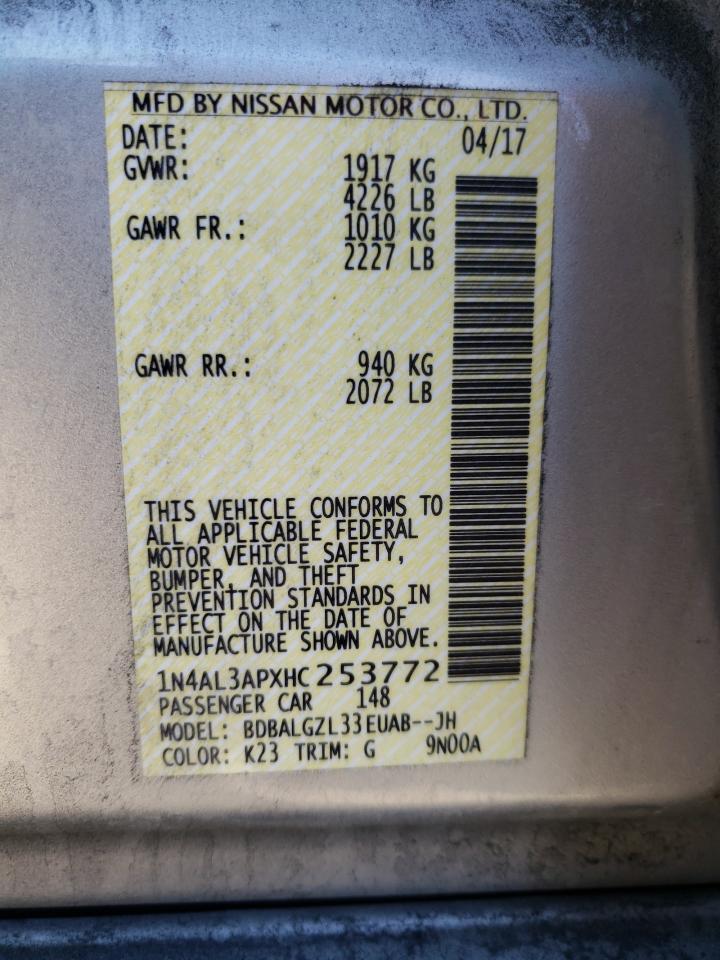 MFD BY NISSAN MOTOR CO., LTD.
DATE: 04/17
GVWR: 1917 KG
4226 LB
GAWR FR.: 1010 KG
2227 LB
GAWR RR.: 940 KG
2072 LB
THIS VEHICLE CONFORMS TO
ALL APPLICABLE FEDERAL
MOTOR VEHICLE SAFETY,
BUMPER, AND THEFT
PREVENTION STANDARDS IN
EFFECT ON THE DATE OF
MANUFACTURE SHOWN ABOVE.
1N4AL3APXHC253772
PASSENGER CAR 148
MODEL: BDBALGZL33EUAB--JH
COLOR: K23 TRIM: G 9N00A